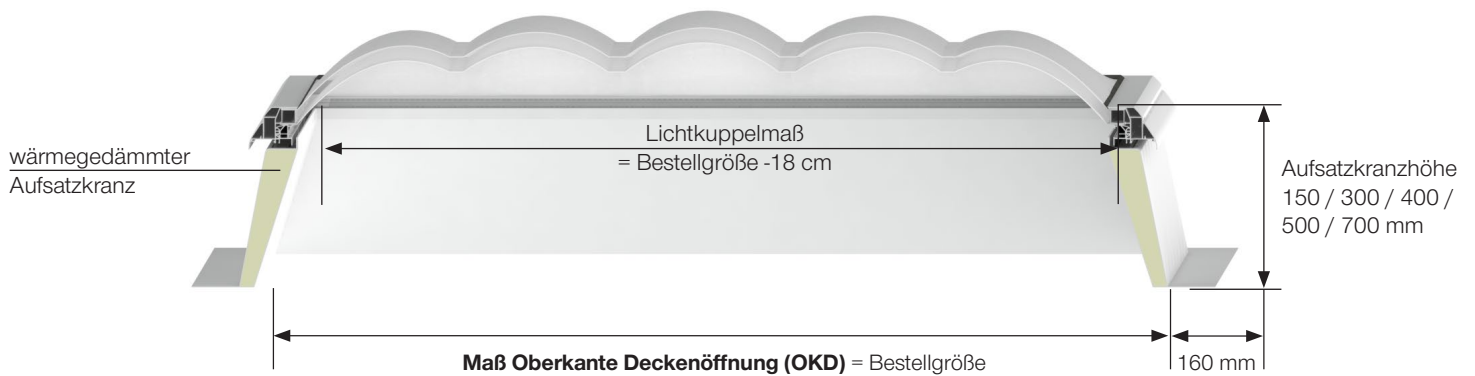 Lichtkuppelmaß
= Bestellgröße -18 cm
wärmegedämmter
Aufsatzkranz
Aufsatzkranzhöhe
150 / 300 / 400 /
500 / 700 mm
Maß Oberkante Deckenöffnung (OKD) = Bestellgröße
160 mm